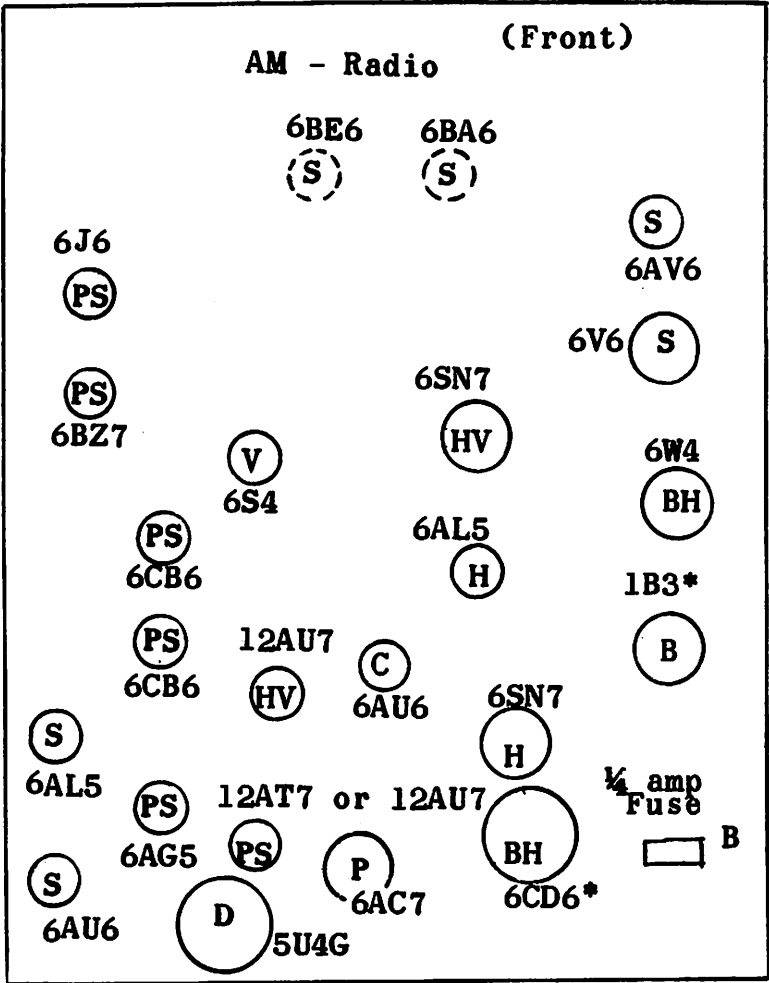 (Front)
AM - Radio
6BE6 6BA6
S S
S
6AV6
6J6
PS
6V6 S
6SN7
HV
PS
6BZ7
V
6S4
6W4
BH
PS
6CB6
6AL5
H
1B3*
B
PS
6CB6
12AU7
HV
C
6AU6
6SN7
H
S
6AL5
¼ amp
Fuse
B
PS
6AG5
12AT7 or 12AU7
PS
P
6AC7
BH
6CD6*
S
6AU6
D
5U4G